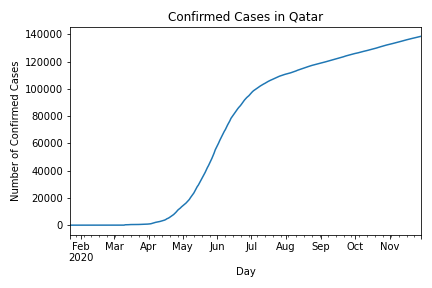 Confirmed Cases in Qatar
140000
120000
100000
80000
60000
40000
20000
0
Number of Confirmed Cases
Feb Mar Apr May Jun Jul Aug Sep Oct Nov
2020
Day